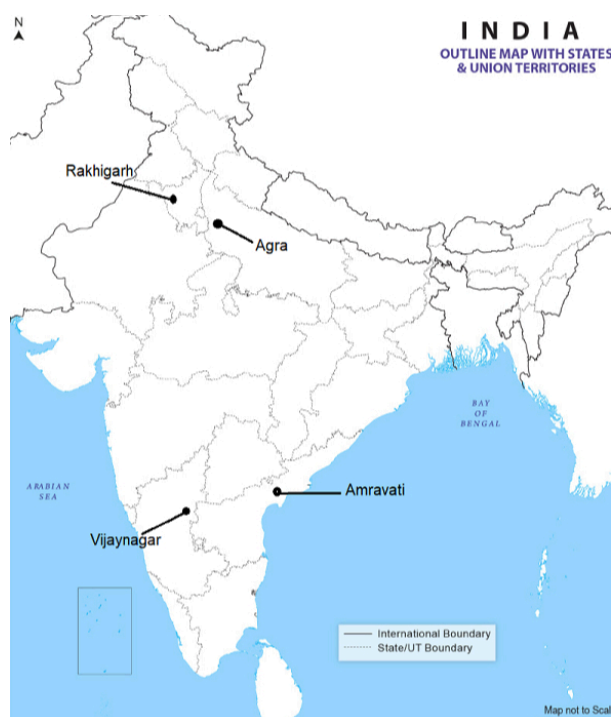 N
INDIA
OUTLINE MAP WITH STATES
& UNION TERRITORIES
Rakhigarh
Agra
BAY
OF
BENGAL
ARABIAN
SEA
Amravati
Vijaynagar
International Boundary
State/UT Boundary
Map not to Scal